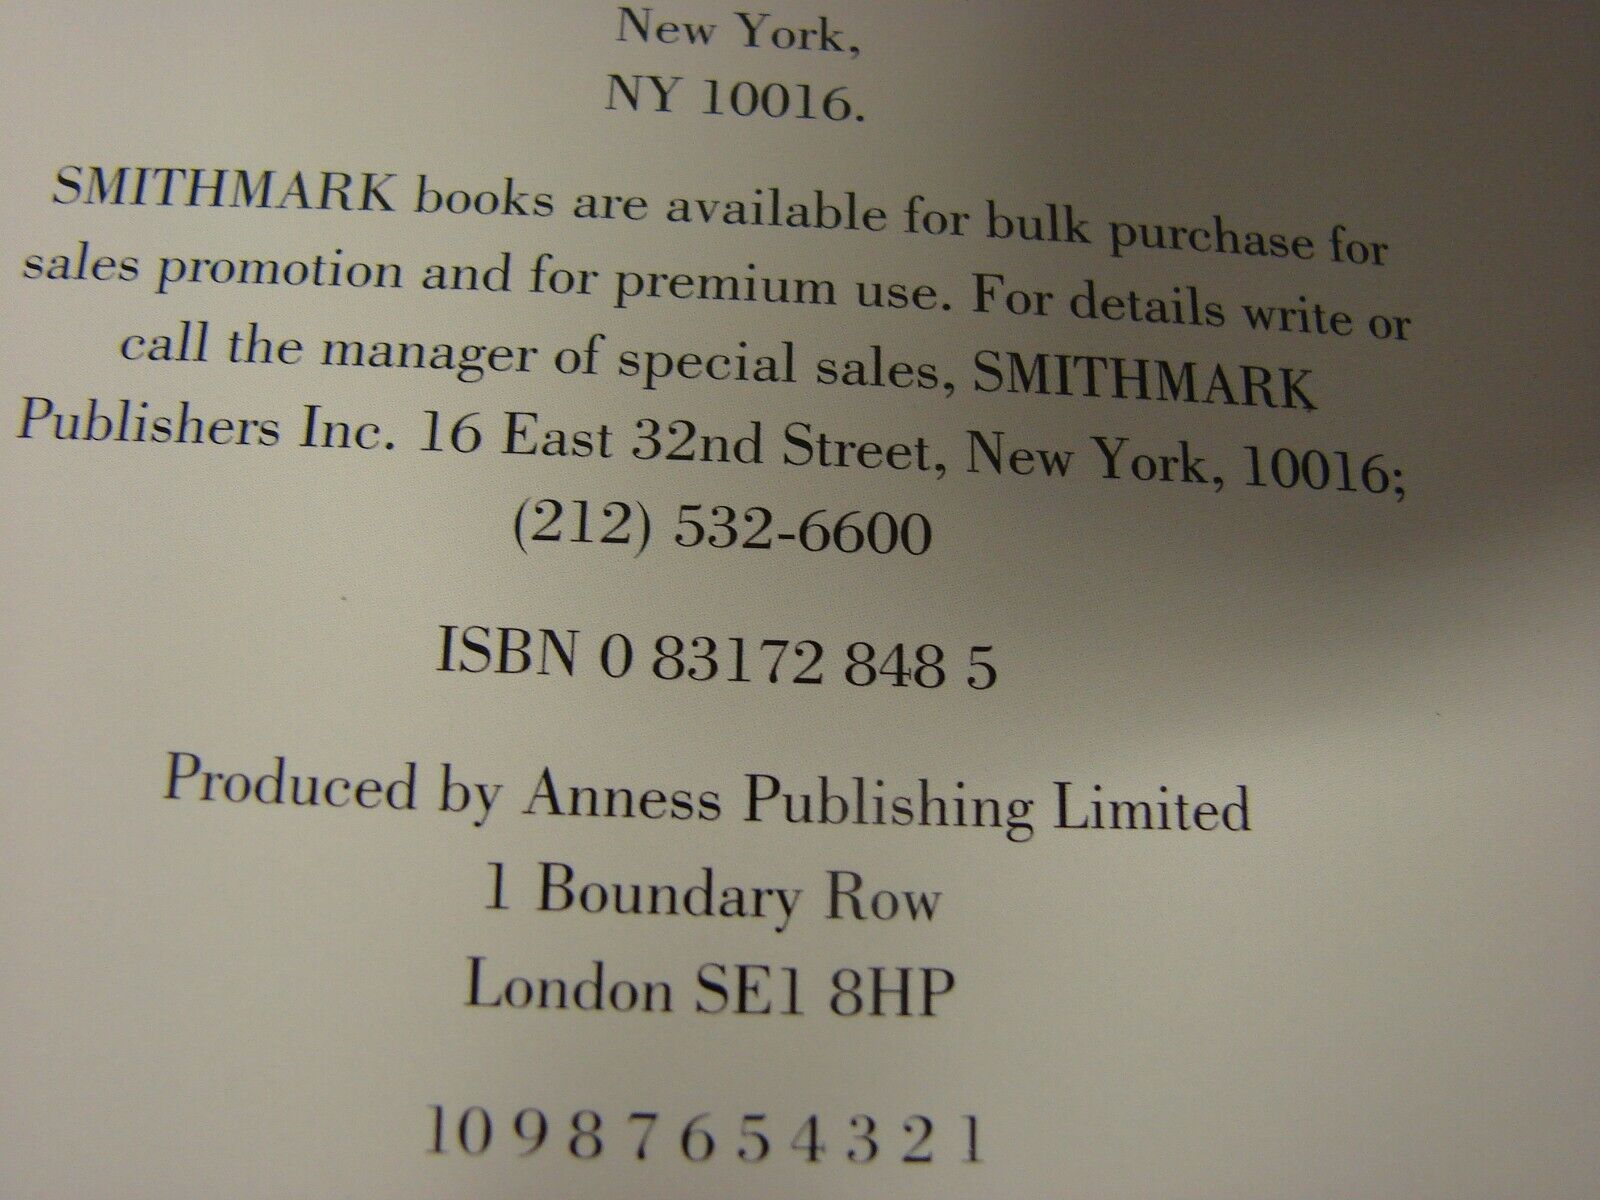 New York,
NY 10016.
SMITHMARK books are available for bulk purchase for
sales promotion and for premium use. For details write or
call the manager of special sales, SMITHMARK
Publishers Inc. 16 East 32nd Street, New York, 10016;
(212) 532-6600
ISBN 0 83172 848 5
Produced by Anness Publishing Limited
1 Boundary Row
London SE1 8HP
10 9 8 7 6 5 4 3 2 1